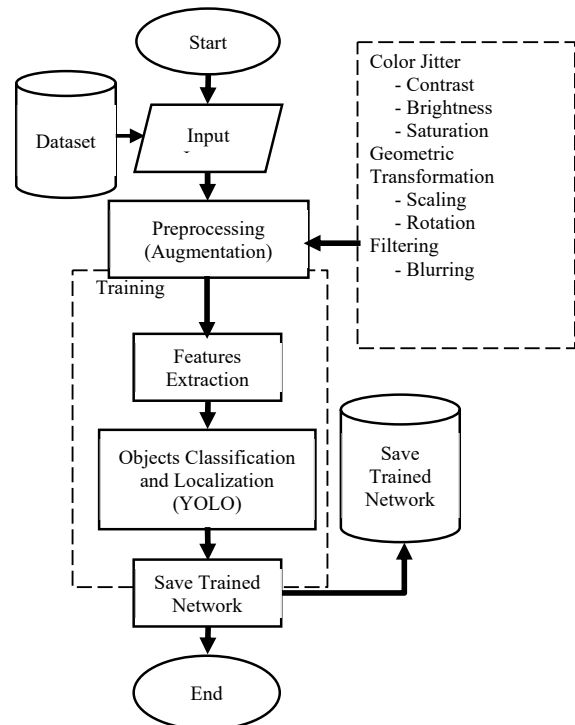 Start
Dataset
Input
Color Jitter
- Contrast
- Brightness
- Saturation
Geometric
Transformation
- Scaling
- Rotation
Filtering
- Blurring
Preprocessing
(Augmentation)
Training
Features
Extraction
Objects Classification
and Localization
(YOLO)
Save
Trained
Network
Save Trained
Network
End